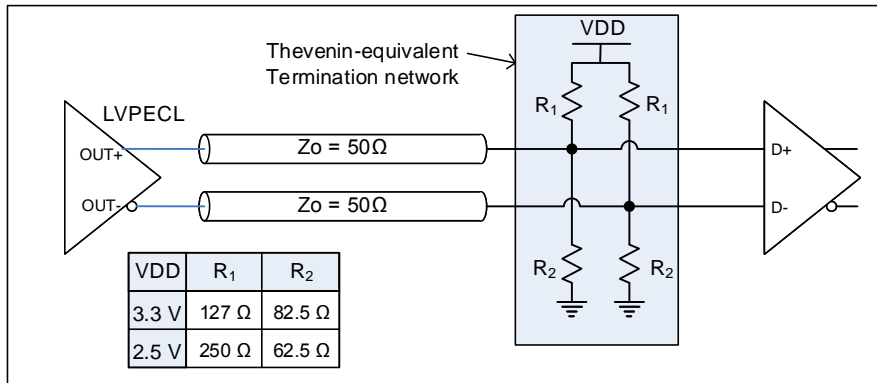 VDD
Thevenin-equivalent
Termination network
R₁
R₁
LVPECL
OUT+
Zo = 50Ω
D+
OUT-
Zo = 50Ω
D-
R₂
R₂
VDD R₁ R₂
3.3 V 127 Ω 82.5 Ω
2.5 V 250 Ω 62.5 Ω